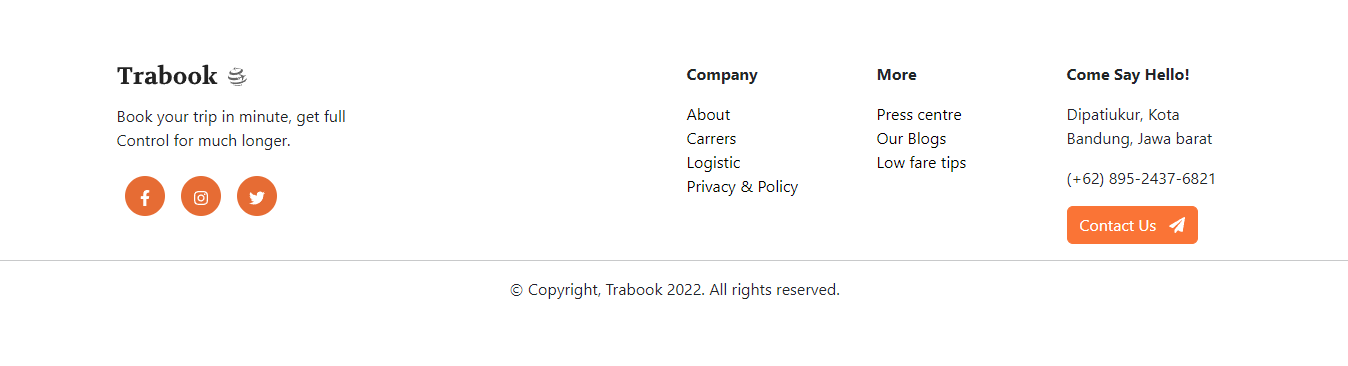 Trabook
Book your trip in minute, get full
Control for much longer.
Company
About
Carrers
Logistic
Privacy & Policy
More
Press centre
Our Blogs
Low fare tips
Come Say Hello!
Dipatiukur, Kota
Bandung, Jawa barat
(+62) 895-2437-6821
Contact Us
© Copyright, Trabook 2022. All rights reserved.